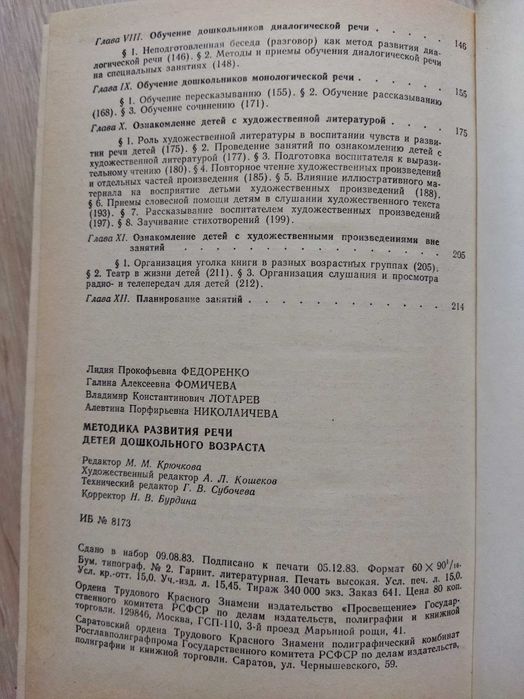 Глава VIII. Обучение дошкольников диалогической речи . . . . 146
§ 1. Неподготовленная беседа (разговор) как метод развития диа-
логической речи (146). § 2. Методы и приемы обучения диалогической речи
на специальных занятиях (148).
Глава IX. Обучение дошкольников монологической речи . . . . 155
§ 1. Обучение пересказыванию (155). § 2. Обучение рассказыванию
(168). § 3. Обучение сочинению (171).
Глава X. Ознакомление детей с художественной литературой . . . . 175
§ 1. Роль художественной литературы в воспитании чувств и разви-
тии речи детей (175). § 2. Проведение занятий по ознакомлению детей с
художественной литературой (177). § 3. Подготовка воспитателя к вырази-
тельному чтению (180). § 4. Повторное чтение художественных произведений
и отдельных частей произведения (185). § 5. Влияние иллюстративного ма-
териала на восприятие детьми художественных произведений (188).
§ 6. Приемы словесной помощи детям в слушании художественного текста
(193). § 7. Рассказывание воспитателем художественных произведений
(197). § 8. Заучивание стихотворений (199).
Глава XI. Ознакомление детей с художественными произведениями вне
занятий . . . . 205
§ 1. Организация уголка книги в разных возрастных группах (205).
§ 2. Театр в жизни детей (211). § 3. Организация слушания и просмотра
радио- и телепередач для детей (212).
Глава XII. Планирование занятий . . . . 214
Лидия Прокофьевна ФЕДОРЕНКО
Галина Алексеевна ФОМИЧЕВА
Владимир Константинович ЛОТАРЕВ
Алевтина Порфирьевна НИКОЛАИЧЕВА
МЕТОДИКА РАЗВИТИЯ РЕЧИ
ДЕТЕЙ ДОШКОЛЬНОГО ВОЗРАСТА
Редактор М. М. Крючкова
Художественный редактор А. Л. Кошеков
Технический редактор Г. В. Субочева
Корректор Н. В. Бурдина
ИБ № 8173
Сдано в набор 09.08.83. Подписано к печати 05.12.83. Формат 60×90¹/₁₆.
Бум. типограф. № 2. Гарнит. литературная. Печать высокая. Усл. печ. л. 15,0.
Усл. кр.-отт. 15,0. Уч.-изд. л. 15,45. Тираж 340 000 экз. Заказ 641. Цена 80 коп.
Ордена Трудового Красного Знамени издательство «Просвещение» Государ-
ственного комитета РСФСР по делам издательств, полиграфии и книжной
торговли. 129846, Москва, ГСП-110, 3-й проезд Марьиной рощи, 41.
Саратовский ордена Трудового Красного Знамени полиграфический комбинат
Росглавполиграфпрома Государственного комитета РСФСР по делам издательств,
полиграфии и книжной торговли. Саратов, ул. Чернышевского, 59.